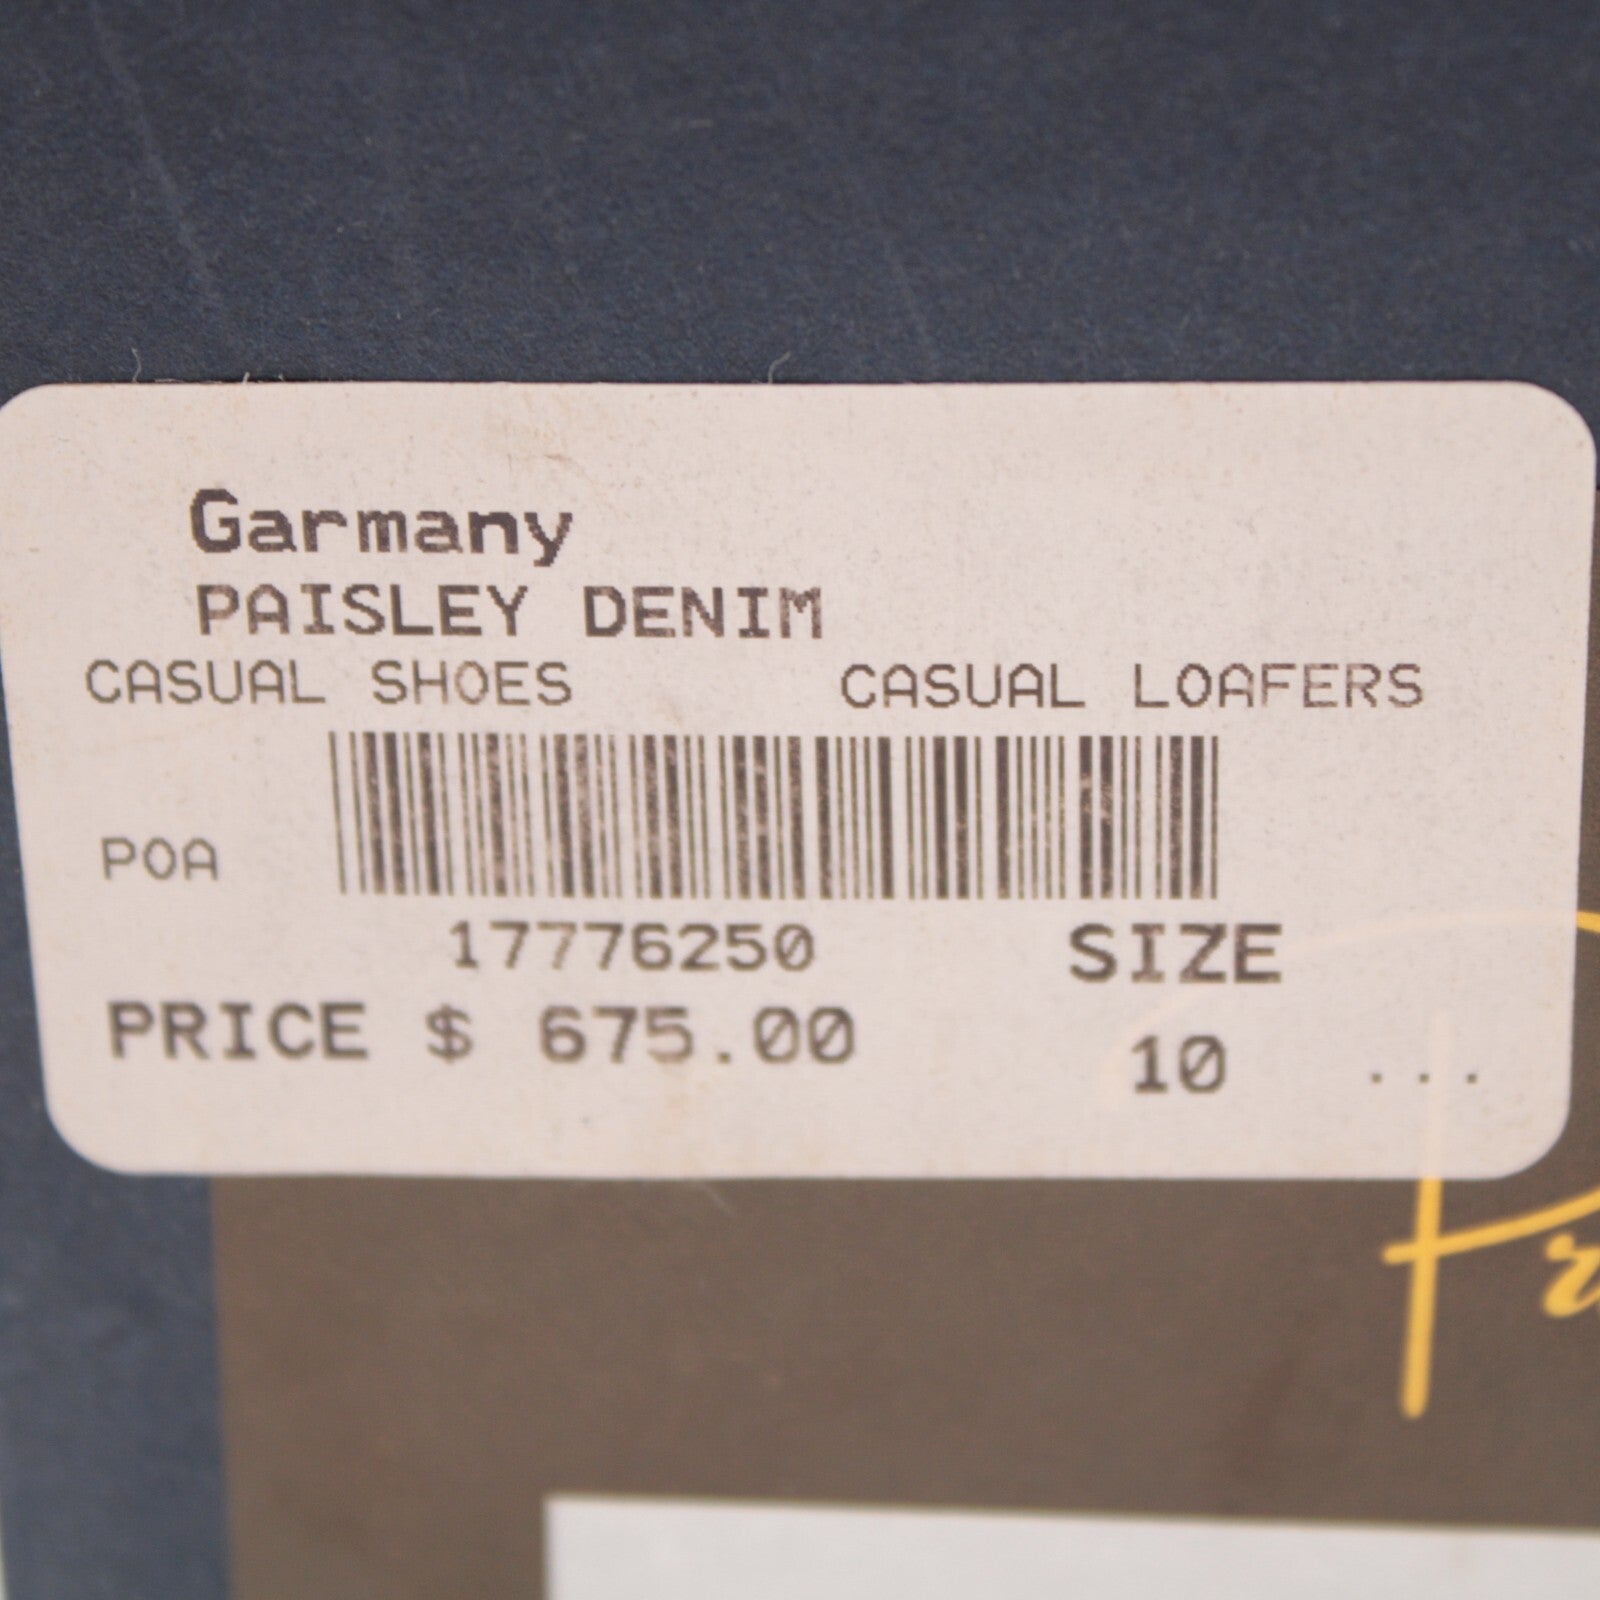 Garmany
PAISLEY DENIM
CASUAL SHOES CASUAL LOAFERS
POA
17776250 SIZE
PRICE $ 675.00 10 ...